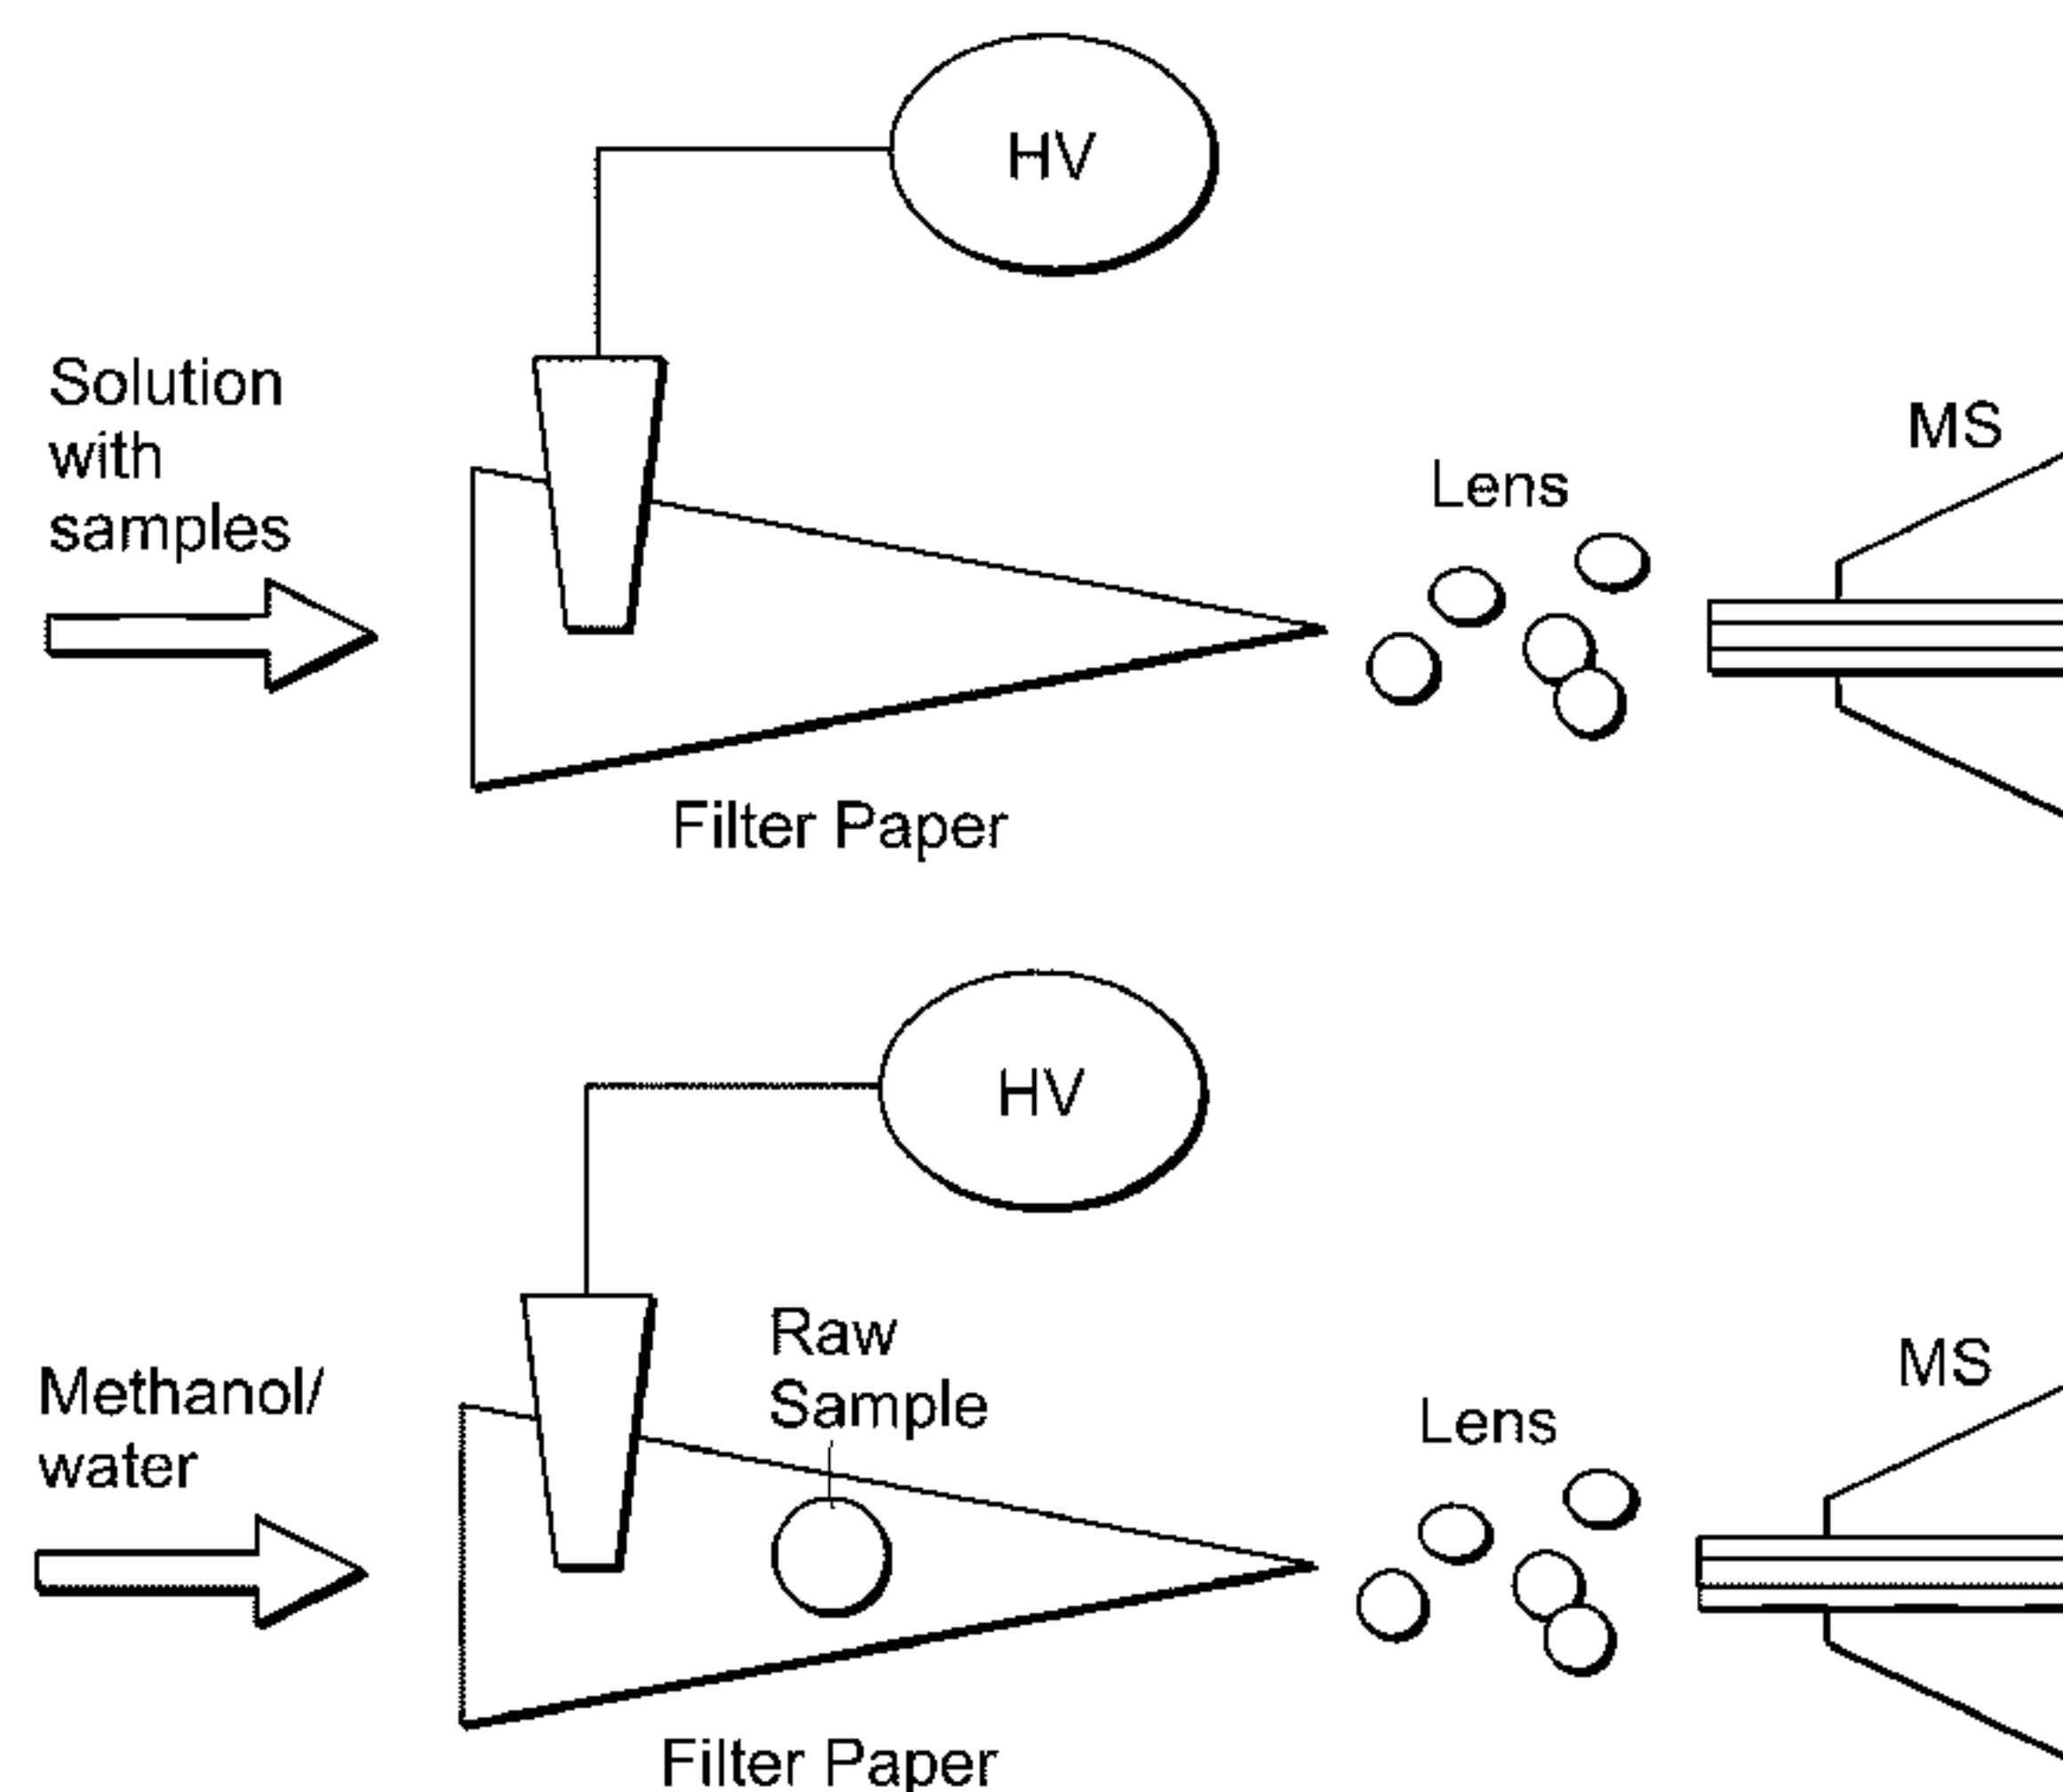 HV
Solution
with
samples
MS
Lens
Filter Paper
HV
Raw
Sample
Methanol/
water
MS
Lens
Filter Paper